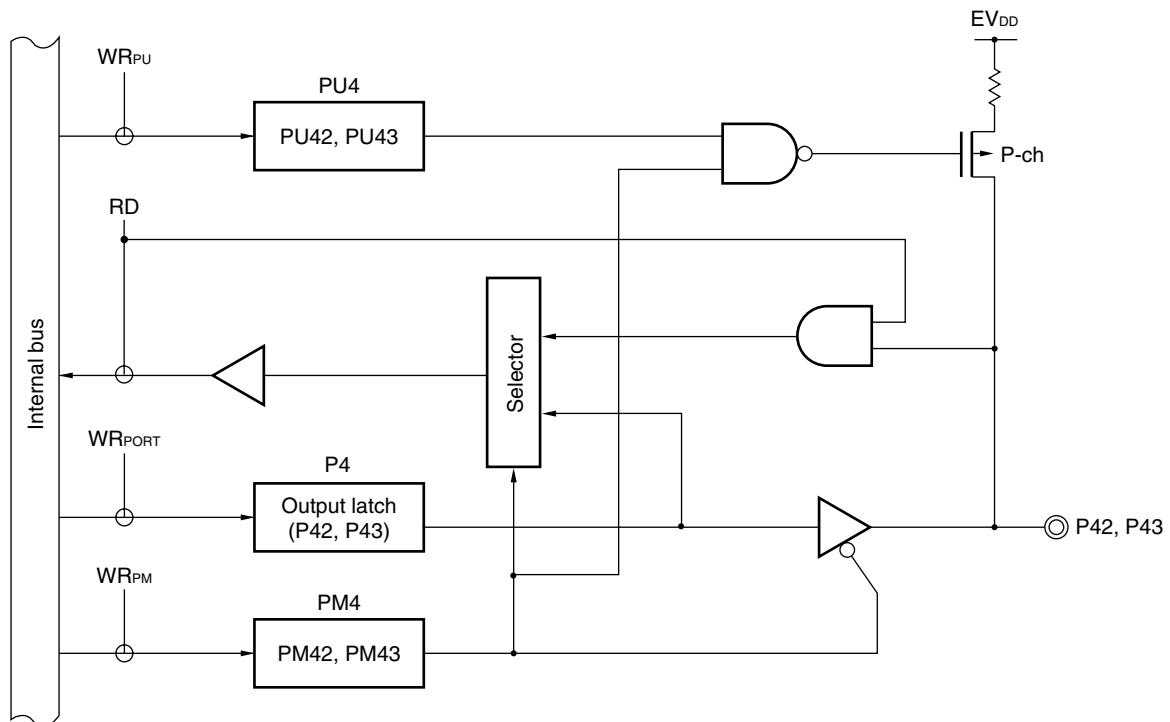 EVDD
WRPU
PU4
PU42, PU43
P-ch
RD
Internal bus
Selector
WRPORT
P4
Output latch
(P42, P43)
P42, P43
WRPM
PM4
PM42, PM43